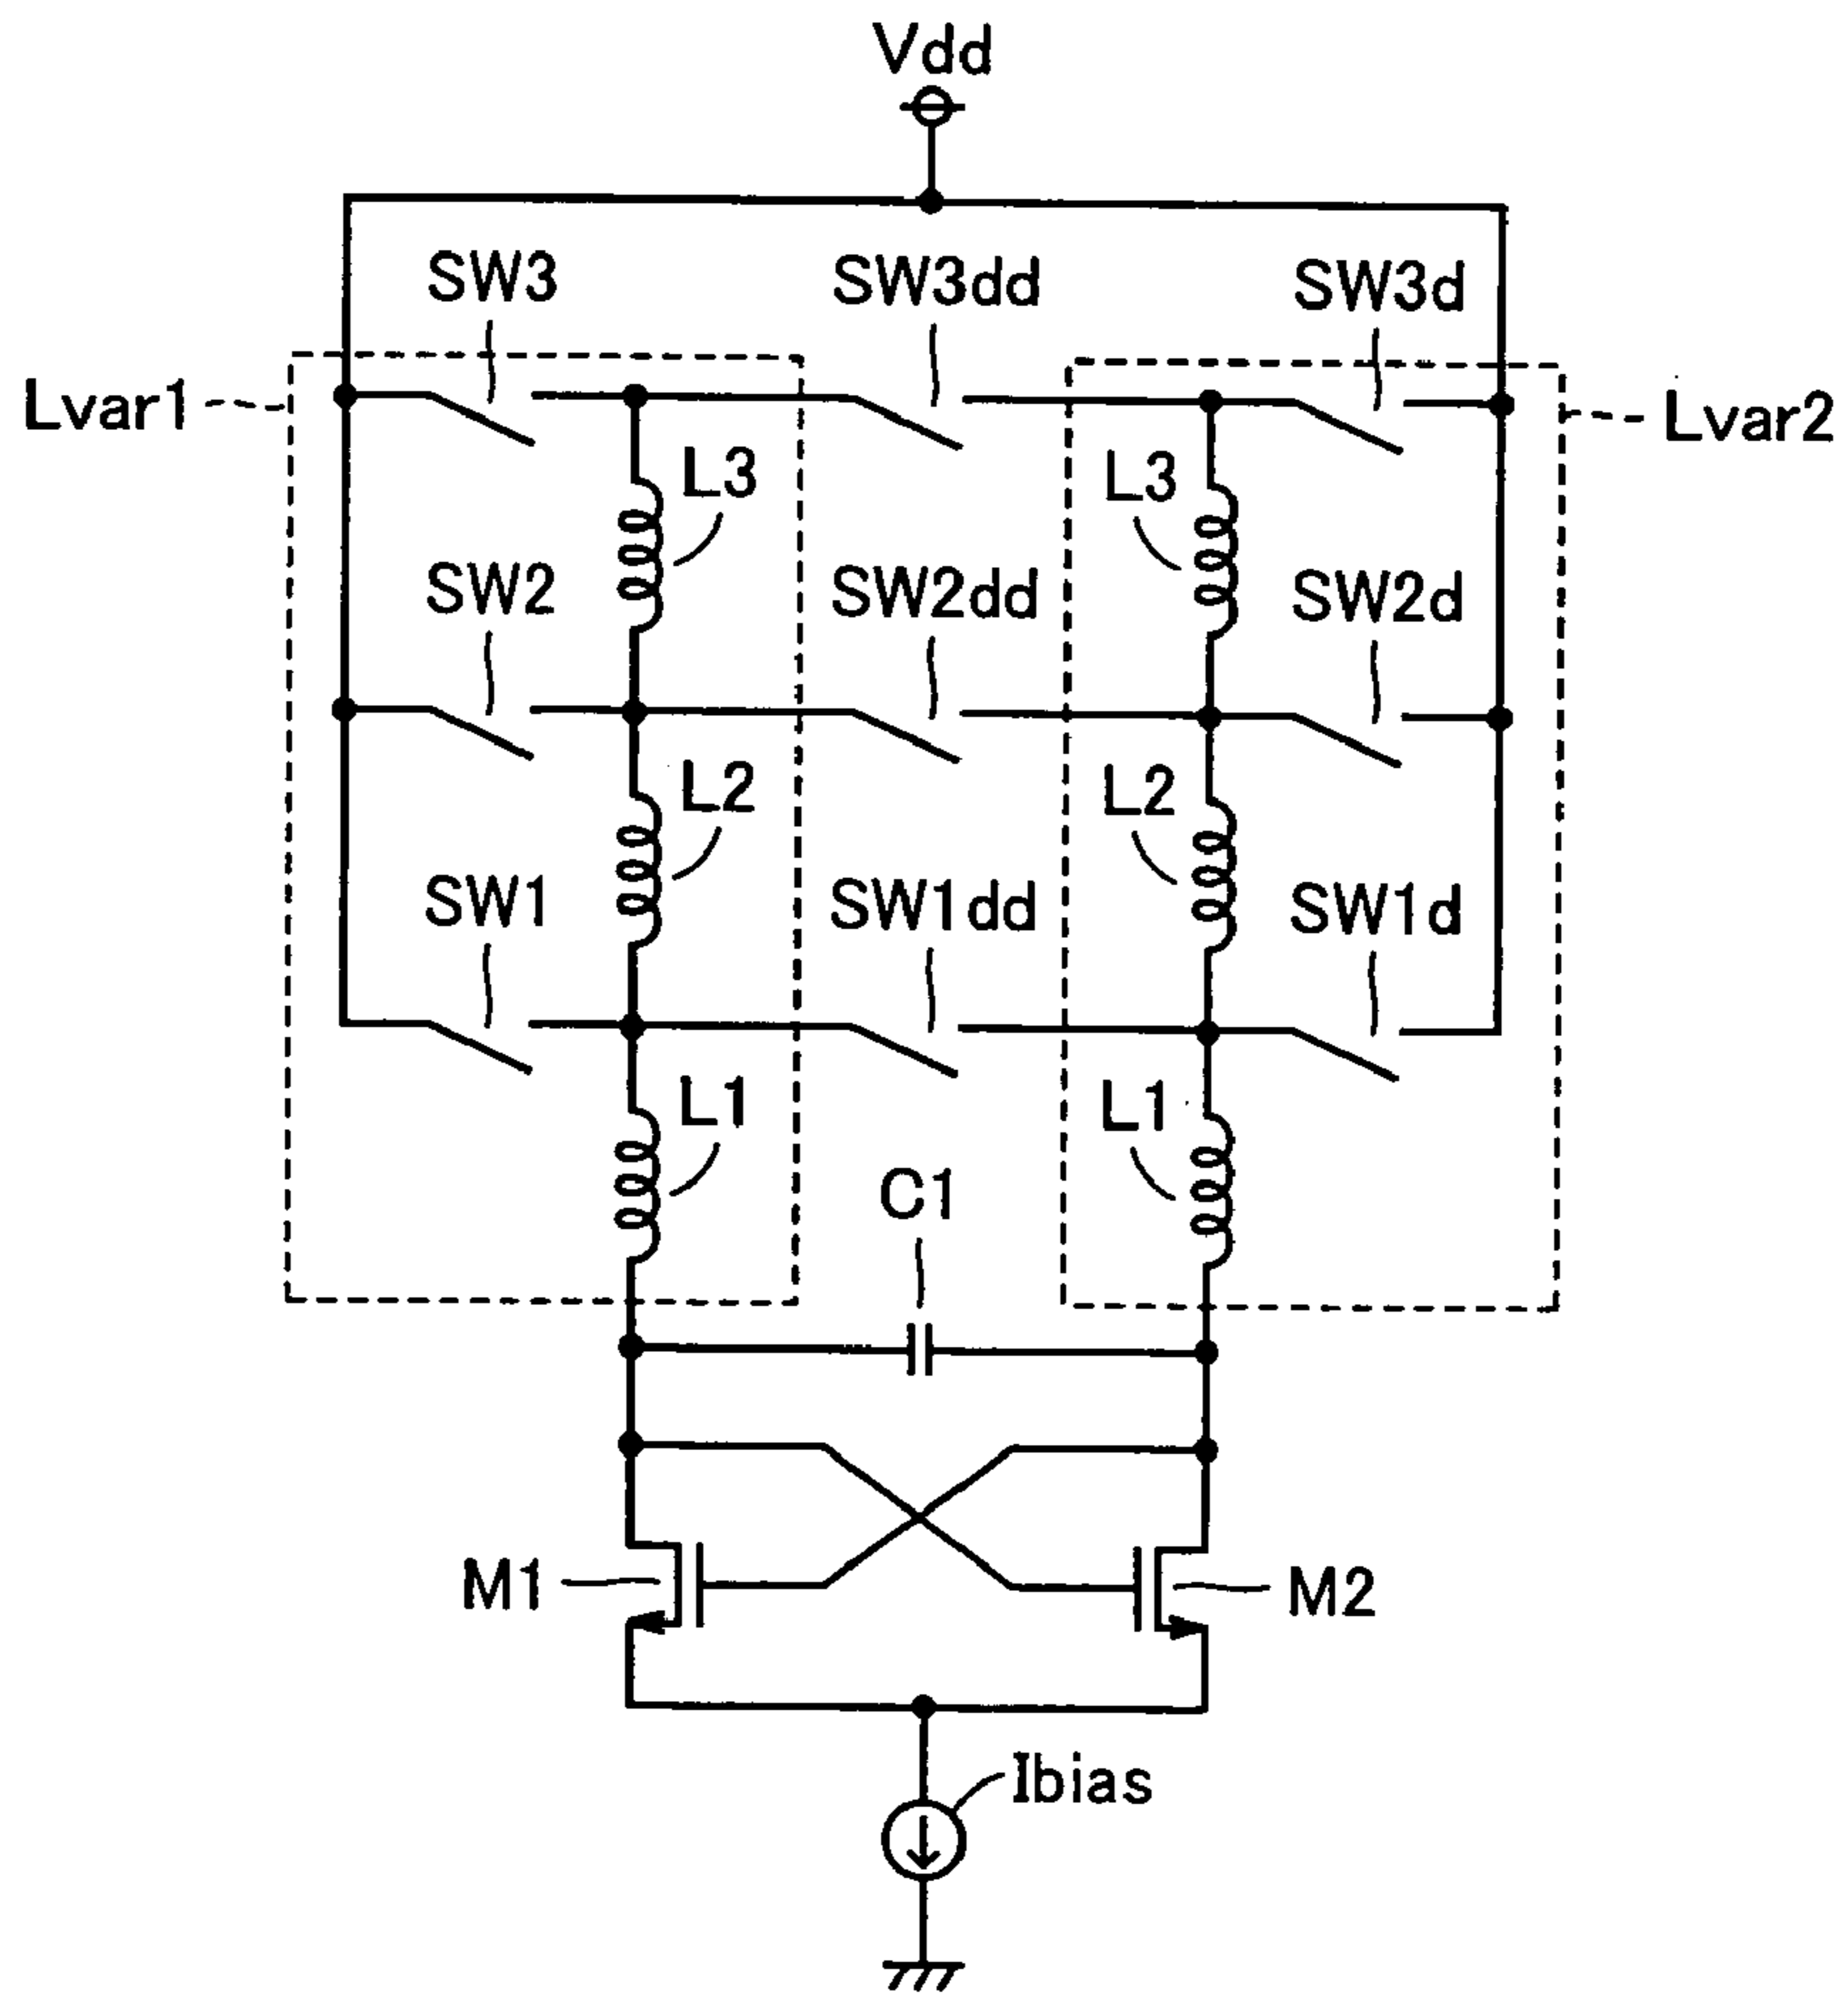 Vdd
SW3
SW3dd
SW3d
Lvar1
Lvar2
L3
L3
SW2
SW2dd
SW2d
L2
L2
SW1
SW1dd
SW1d
L1
L1
C1
M1
M2
Ibias